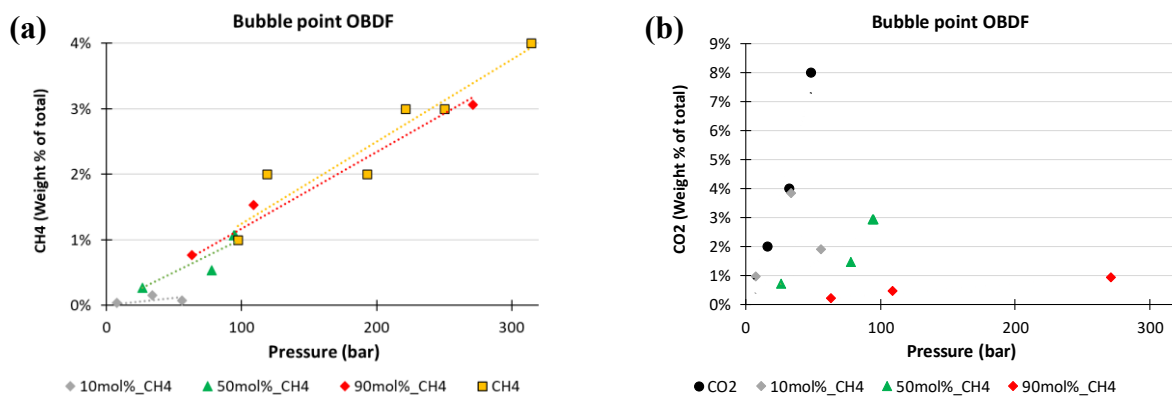 (a)
Bubble point OBDF
CH4 (Weight % of total)
4%
3%
2%
1%
0%
0 100 200 300
Pressure (bar)
10mol%_CH4 50mol%_CH4 90mol%_CH4 CH4
(b)
Bubble point OBDF
CO2 (Weight % of total)
9%
8%
7%
6%
5%
4%
3%
2%
1%
0%
0 100 200 300
Pressure (bar)
CO2 10mol%_CH4 50mol%_CH4 90mol%_CH4